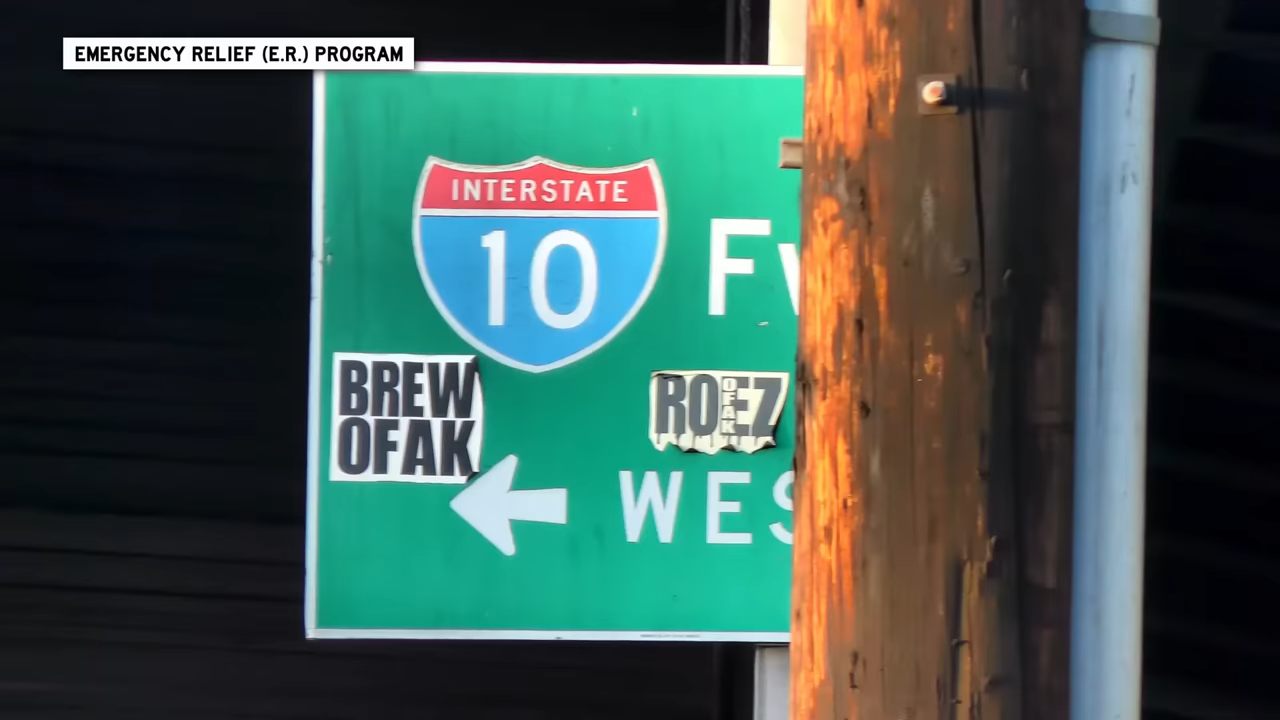 EMERGENCY RELIEF (E.R.) PROGRAM
INTERSTATE
10
BREW
OFAK
ROEZ
OFAK